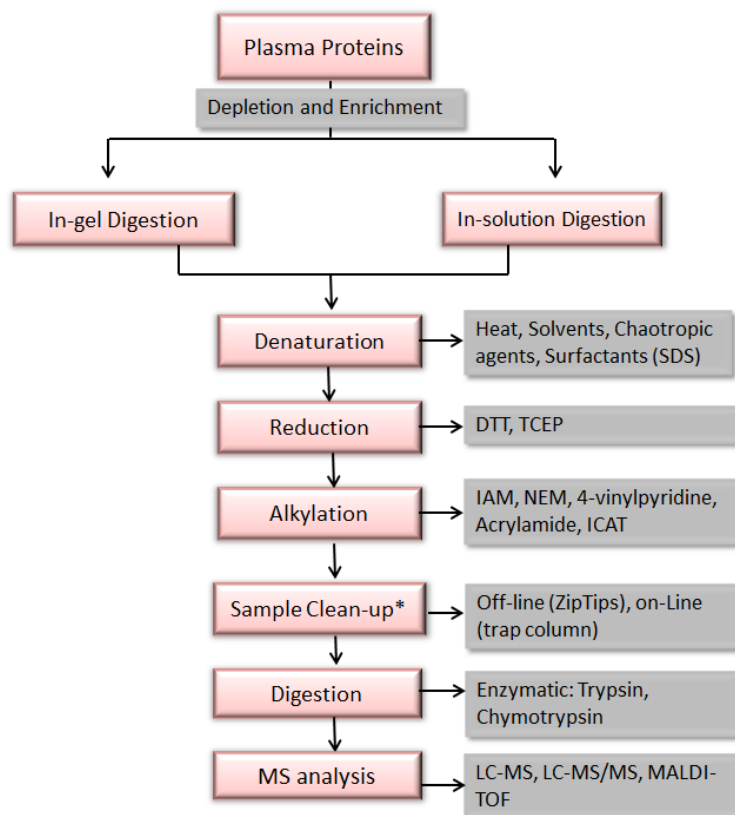 Plasma Proteins
Depletion and Enrichment
In-gel Digestion
In-solution Digestion
Denaturation
Heat, Solvents, Chaotropic
agents, Surfactants (SDS)
Reduction
DTT, TCEP
Alkylation
IAM, NEM, 4-vinylpyridine,
Acrylamide, ICAT
Sample Clean-up*
Off-line (ZipTips), on-Line
(trap column)
Digestion
Enzymatic: Trypsin,
Chymotrypsin
MS analysis
LC-MS, LC-MS/MS, MALDI-
TOF